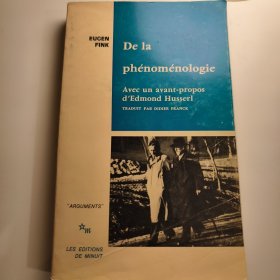 EUGEN
FINK
De la
phénoménologie
Avec un avant-propos
d'Edmond Husserl
TRADUIT PAR DIDIER FRANCK
"ARGUMENTS"
m
LES EDITIONS
DE MINUIT